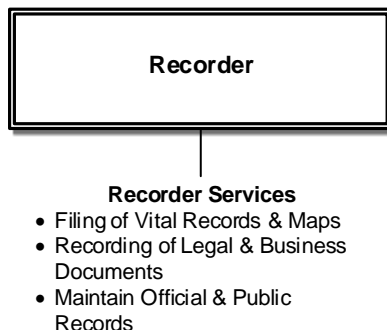 Recorder
Recorder Services
• Filing of Vital Records & Maps
• Recording of Legal & Business
Documents
• Maintain Official & Public
Records